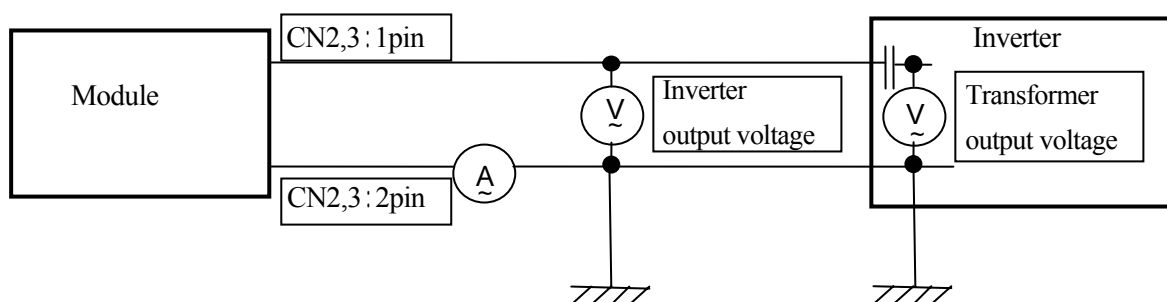 CN2,3：1pin
Inverter
Module
Inverter
output voltage
V
~
Transformer
output voltage
V
~
A
~
CN2,3：2pin